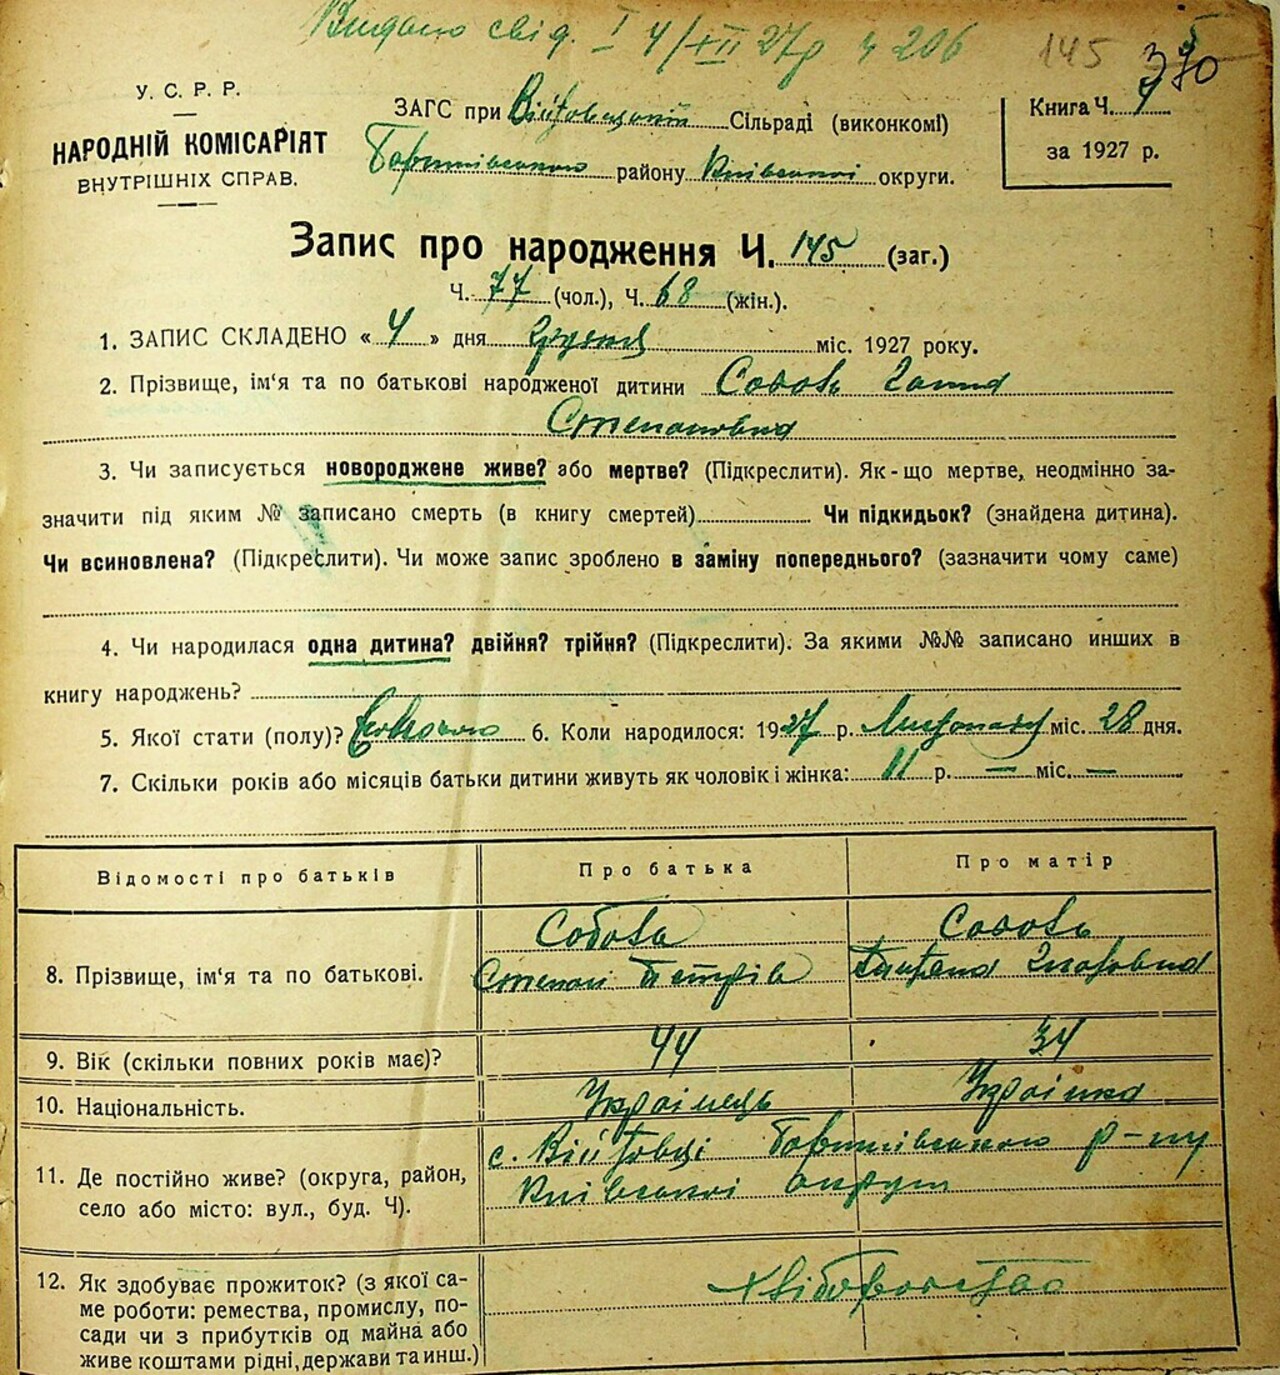 Видано свід. I 4/XII 27р ч 206
145
370
У. С. Р. Р.
НАРОДНІЙ КОМІСАРІЯТ
ВНУТРІШНІХ СПРАВ.
ЗАГС при Війтовецькій Сільраді (виконкомі)
району Київської округи.
Книга Ч.
за 1927 р.
Запис про народження Ч. 145 (заг.)
Ч. 77 (чол.), Ч. 68 (жін.).
1. ЗАПИС СКЛАДЕНО « 4 » дня грудня міс. 1927 року.
2. Прізвище, ім‘я та по батькові народженої дитини Соболь Ганна
Степановна
3. Чи записується новороджене живе? або мертве? (Підкреслити). Як-що мертве, неодмінно за-
значити під яким № записано смерть (в книгу смертей) Чи підкидьок? (знайдена дитина).
Чи всиновлена? (Підкреслити). Чи може запис зроблено в заміну попереднього? (зазначити чому саме)
4. Чи народилася одна дитина? двійня? трійня? (Підкреслити). За якими №№ записано инших в
книгу народжень?
5. Якої стати (полу)? Жіночого 6. Коли народилося: 1927 р. Листопаду міс. 28 дня.
7. Скільки років або місяців батьки дитини живуть як чоловік і жінка: 11 р. — міс. —
Відомості про батьків
Про батька
Про матір
8. Прізвище, ім‘я та по батькові.
Соболь
Степан Петрів
Соболь
9. Вік (скільки повних років має)?
44
34
10. Національність.
Українець
Українка
11. Де постійно живе? (округа, район,
село або місто: вул., буд. Ч).
с. Війтовці р-ну
Київської округи
12. Як здобуває прожиток? (з якої са-
ме роботи: ремества, промислу, по-
сади чи з прибутків од майна або
живе коштами рідні, держави та инш.)
Хліборобство